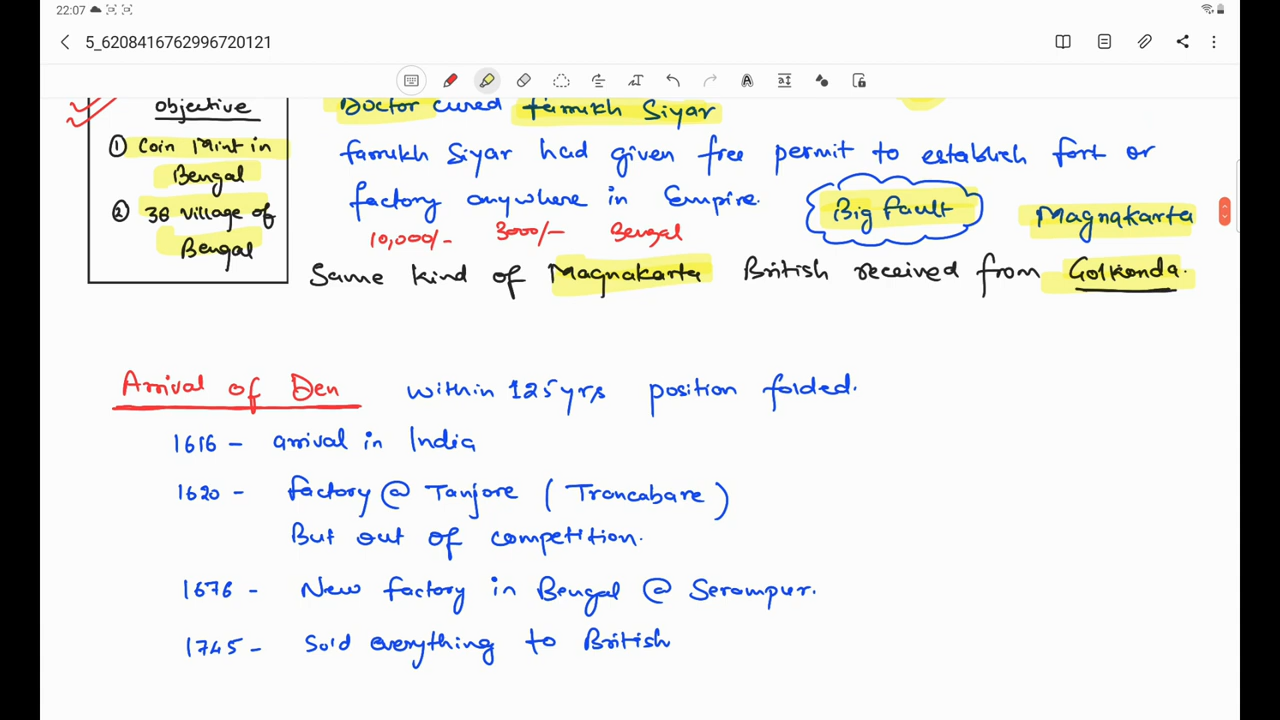 22:07
5_6208416762996720121
objective
① Coin Mint in
Bengal
② 38 village of
Bengal
Doctor cured farrukh Siyar
farrukh Siyar had given free permit to establish fort or
factory anywhere in Empire. Big fault Magnakarta
10,000/- 3000/- Bengal
Same kind of Magnakarta British received from Golkonda.
Arrival of Den within 125 yrs position folded.
1616 - arrival in India
1620 - factory @ Tanjore (Troncabare)
But out of competition.
1676 - New factory in Bengal @ Serampur.
1745 - Sold everything to British